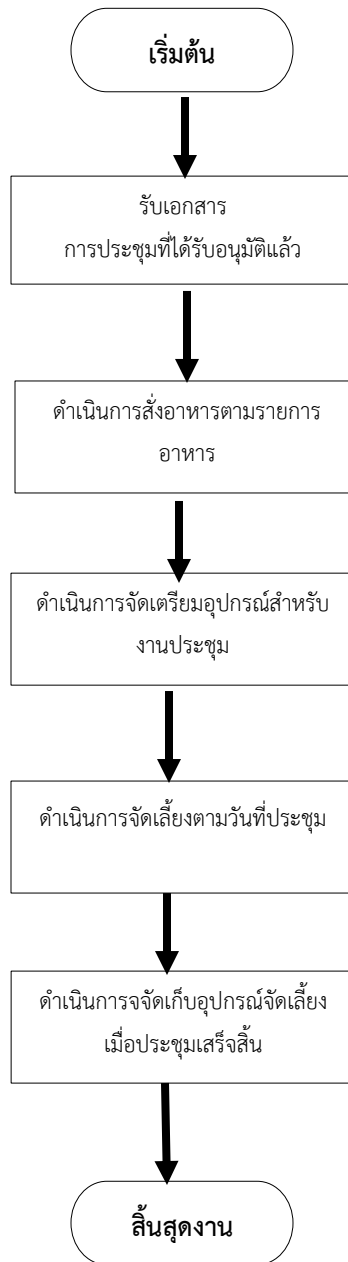 เริ่มต้น
รับเอกสาร
การประชุมที่ได้รับอนุมัติแล้ว
ดำเนินการสั่งอาหารตามรายการ
อาหาร
ดำเนินการจัดเตรียมอุปกรณ์สำหรับ
งานประชุม
ดำเนินการจัดเลี้ยงตามวันที่ประชุม
ดำเนินการจจัดเก็บอุปกรณ์จัดเลี้ยง
เมื่อประชุมเสร็จสิ้น
สิ้นสุดงาน